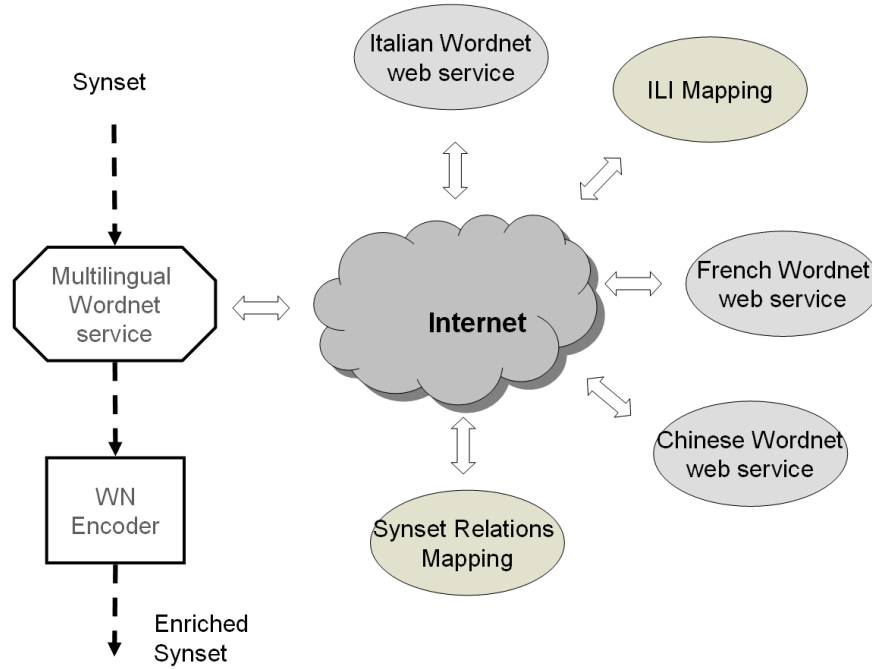 Synset
Multilingual
Wordnet
service
WN
Encoder
Enriched
Synset
Italian Wordnet
web service
ILI Mapping
Internet
French Wordnet
web service
Chinese Wordnet
web service
Synset Relations
Mapping